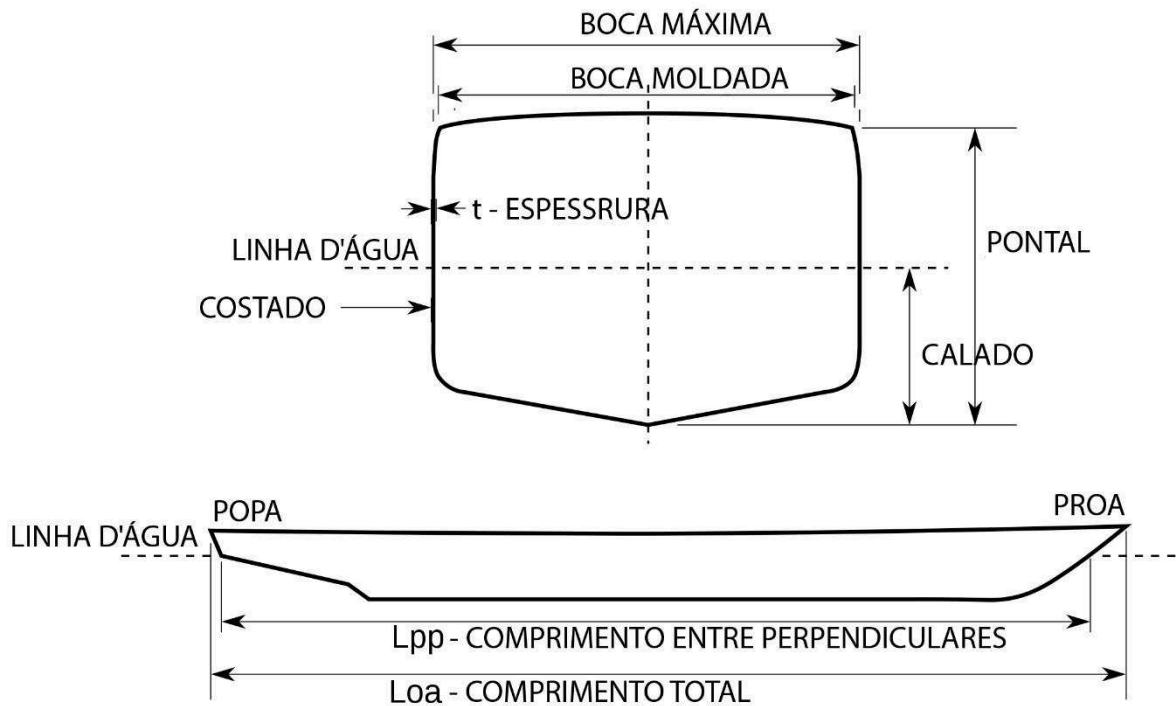 BOCA MÁXIMA
BOCA MOLDADA
t - ESPESSRURA
LINHA D'ÁGUA
PONTAL
COSTADO
CALADO
POPA
PROA
LINHA D'ÁGUA
Lpp - COMPRIMENTO ENTRE PERPENDICULARES
Loa - COMPRIMENTO TOTAL